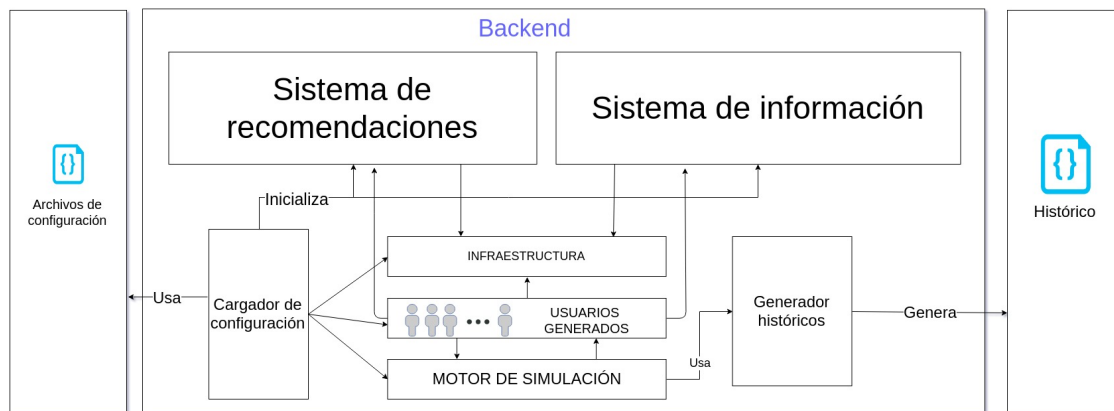 Backend
Sistema de
recomendaciones
Sistema de información
{}
Archivos de
configuración
{}
Histórico
Inicializa
INFRAESTRUCTURA
Usa
Cargador de
configuración
USUARIOS
GENERADOS
Generador
históricos
Genera
Usa
MOTOR DE SIMULACIÓN